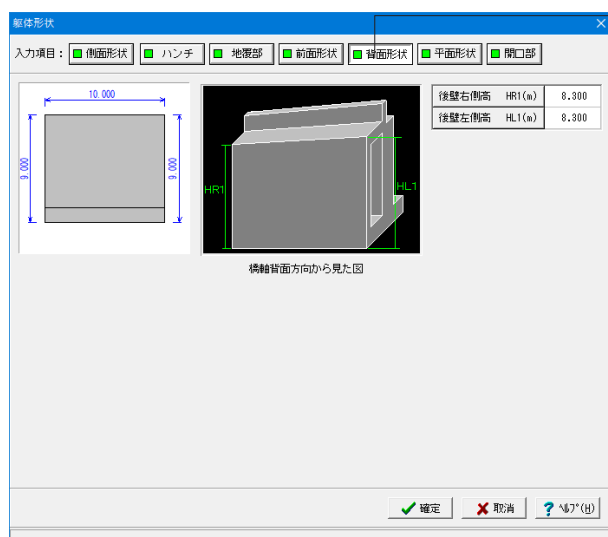 躯体形状
入力項目： 側面形状 ハンチ 地覆部 前面形状 背面形状 平面形状 開口部
10.000
9.000
9.000
HR1
HL1
橋軸背面方向から見た図
後壁右側高 HR1(m) 8.300
後壁左側高 HL1(m) 8.300
確定 取消 ? ﾍﾙﾌﾟ(H)